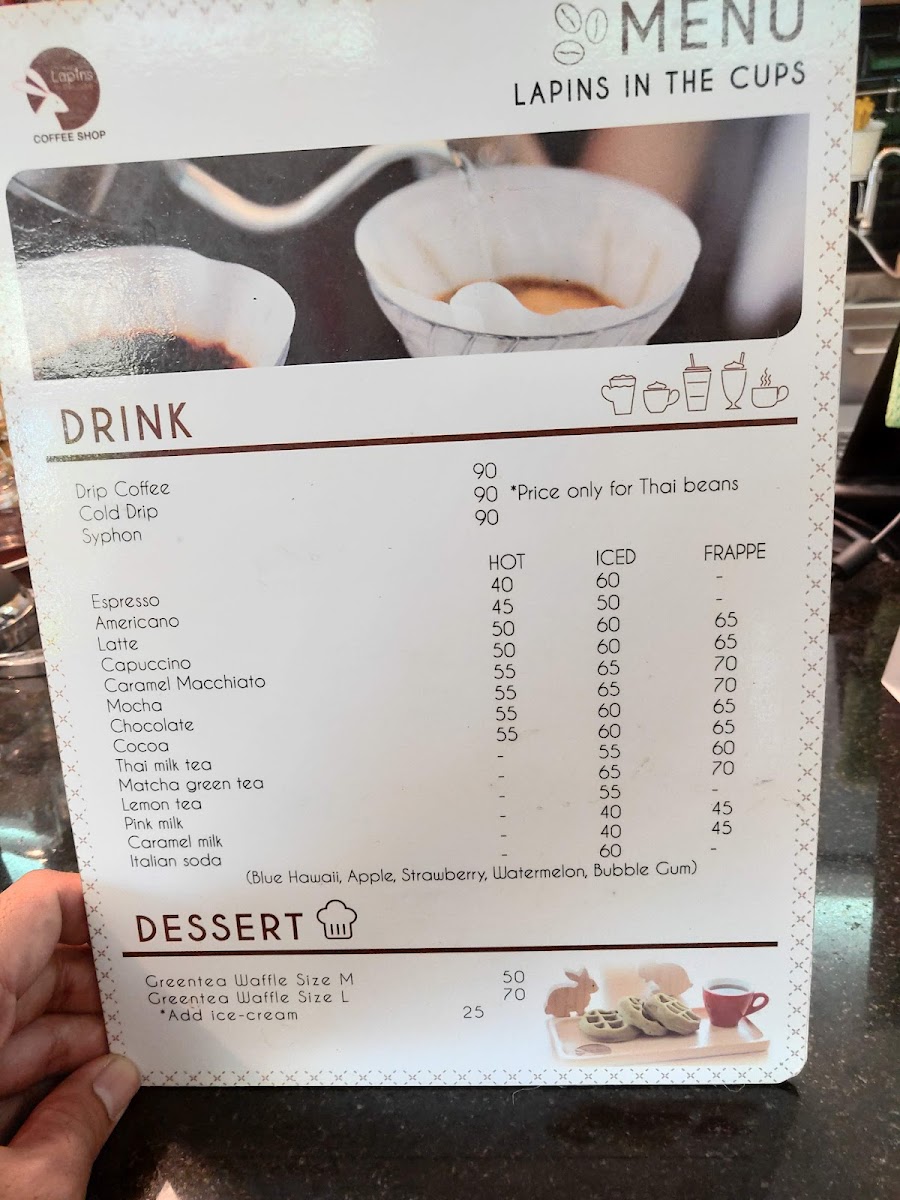 Lapins
COFFEE SHOP
MENU
LAPINS IN THE CUPS
DRINK
Drip Coffee 90
Cold Drip 90 *Price only for Thai beans
Syphon 90
HOT ICED FRAPPE
Espresso 40 60 -
Americano 45 50 -
Latte 50 60 65
Capuccino 50 60 65
Caramel Macchiato 55 65 70
Mocha 55 65 70
Chocolate 55 60 65
Cocoa 55 60 65
Thai milk tea - 55 60
Matcha green tea - 65 70
Lemon tea - 55 -
Pink milk - 40 45
Caramel milk - 40 45
Italian soda - 60 -
(Blue Hawaii, Apple, Strawberry, Watermelon, Bubble Gum)
DESSERT
Greentea Waffle Size M 50
Greentea Waffle Size L 70
*Add ice-cream 25